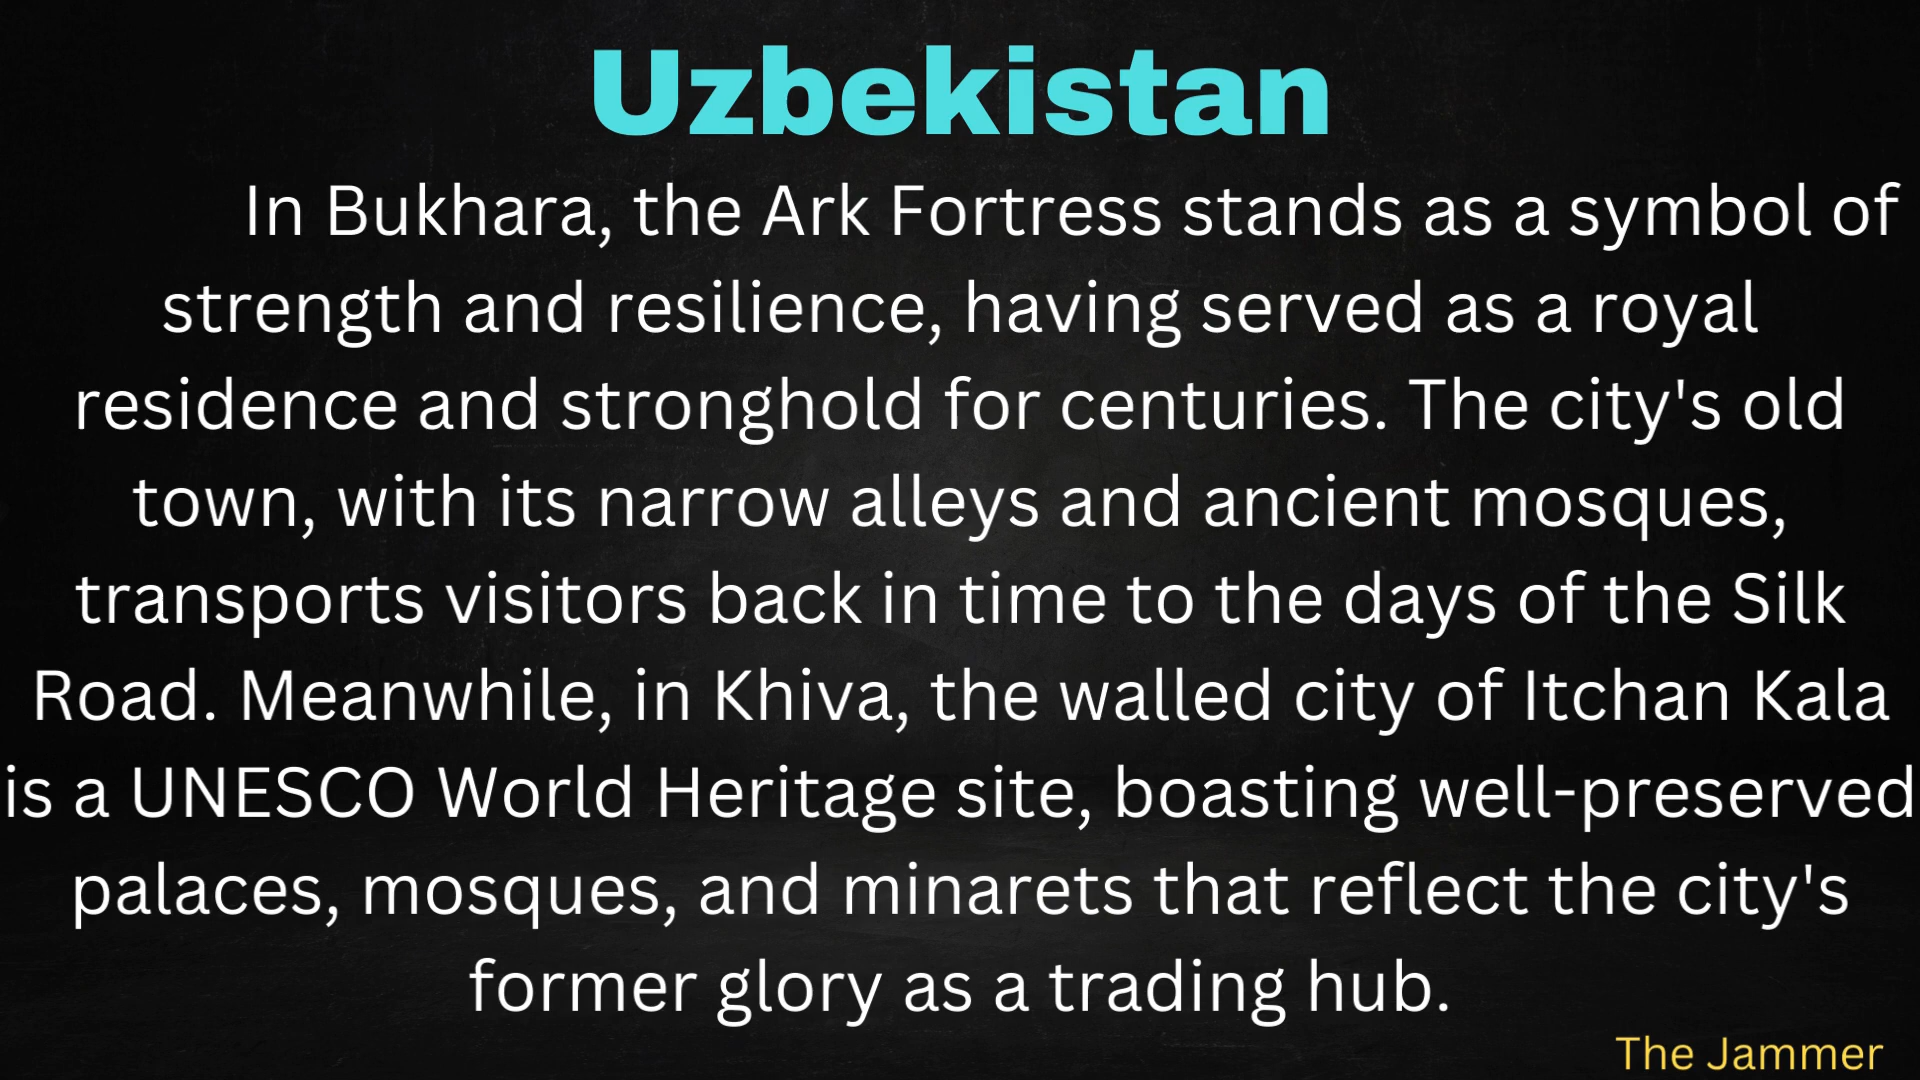 Uzbekistan
In Bukhara, the Ark Fortress stands as a symbol of
strength and resilience, having served as a royal
residence and stronghold for centuries. The city's old
town, with its narrow alleys and ancient mosques,
transports visitors back in time to the days of the Silk
Road. Meanwhile, in Khiva, the walled city of Itchan Kala
is a UNESCO World Heritage site, boasting well-preserved
palaces, mosques, and minarets that reflect the city's
former glory as a trading hub.
The Jammer